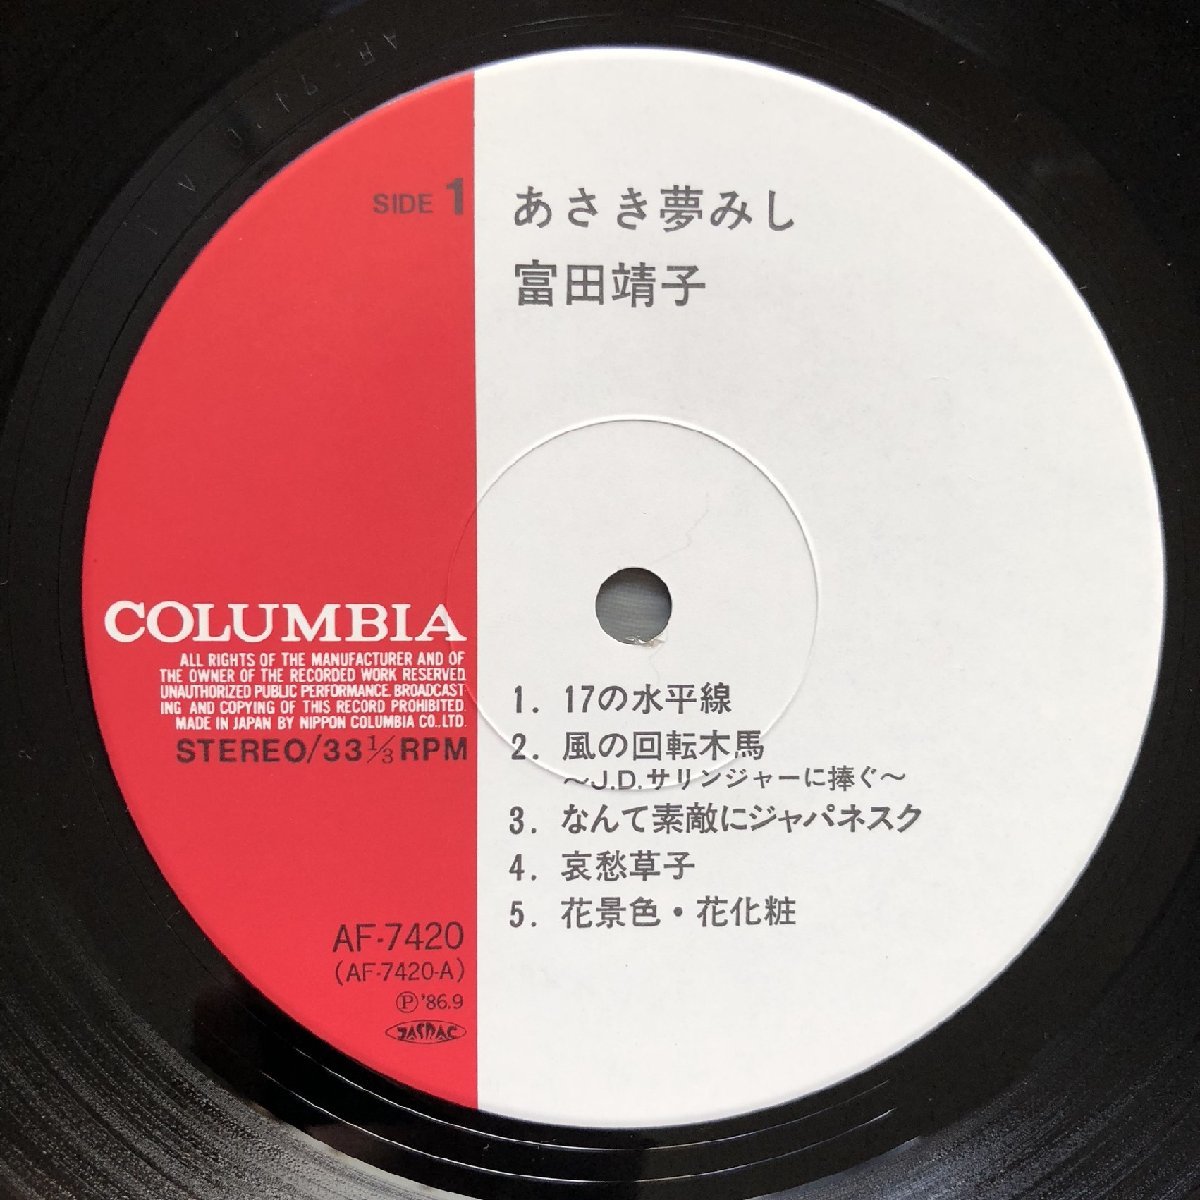 SIDE 1
あさき夢みし
富田靖子
COLUMBIA
ALL RIGHTS OF THE MANUFACTURER AND OF
THE OWNER OF THE RECORDED WORK RESERVED.
UNAUTHORIZED PUBLIC PERFORMANCE. BROADCAST
ING AND COPYING OF THIS RECORD PROHIBITED.
MADE IN JAPAN BY NIPPON COLUMBIA CO., LTD.
STEREO/33 1/3 RPM
1. 17の水平線
2. 風の回転木馬
～J.D.サリンジャーに捧ぐ～
3. なんて素敵にジャパネスク
4. 哀愁草子
5. 花景色・花化粧
AF-7420
(AF-7420-A)
Ⓟ'86.9
JASRAC